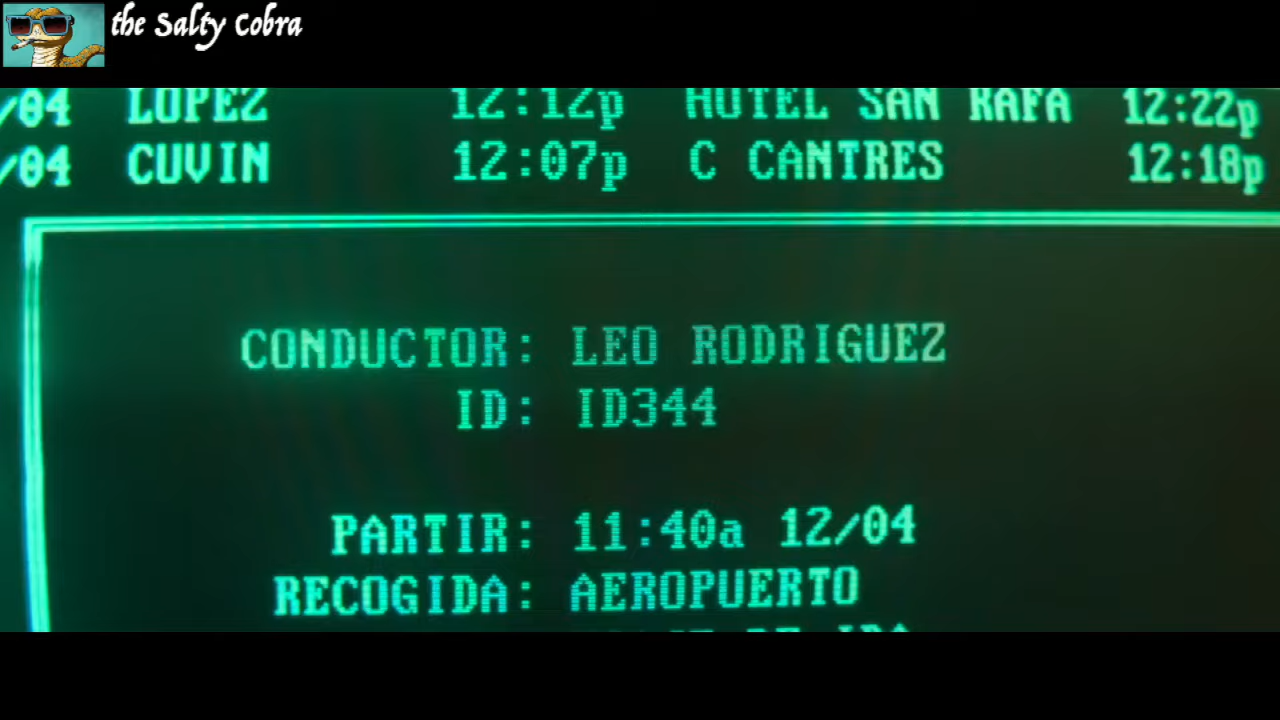 the Salty Cobra
/04 LOPEZ 12:12p HOTEL SAN RAFA 12:22p
/04 CUVIN 12:07p C CANTRES 12:18p
CONDUCTOR: LEO RODRIGUEZ
ID: ID344
PARTIR: 11:40a 12/04
RECOGIDA: AEROPUERTO